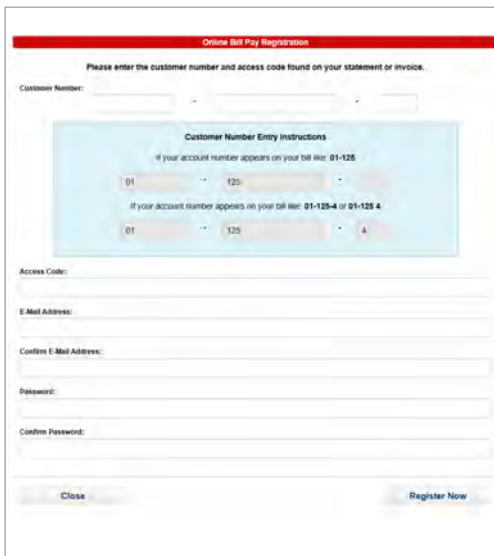 Online Bill Pay Registration
Please enter the customer number and access code found on your statement or invoice.
Customer Number:
- -
Customer Number Entry Instructions
If your account number appears on your bill like: 01-125
01 - 125 -
If your account number appears on your bill like: 01-125-4 or 01-125 4
01 - 125 - 4
Access Code:
E-Mail Address:
Confirm E-Mail Address:
Password:
Confirm Password:
Close Register Now